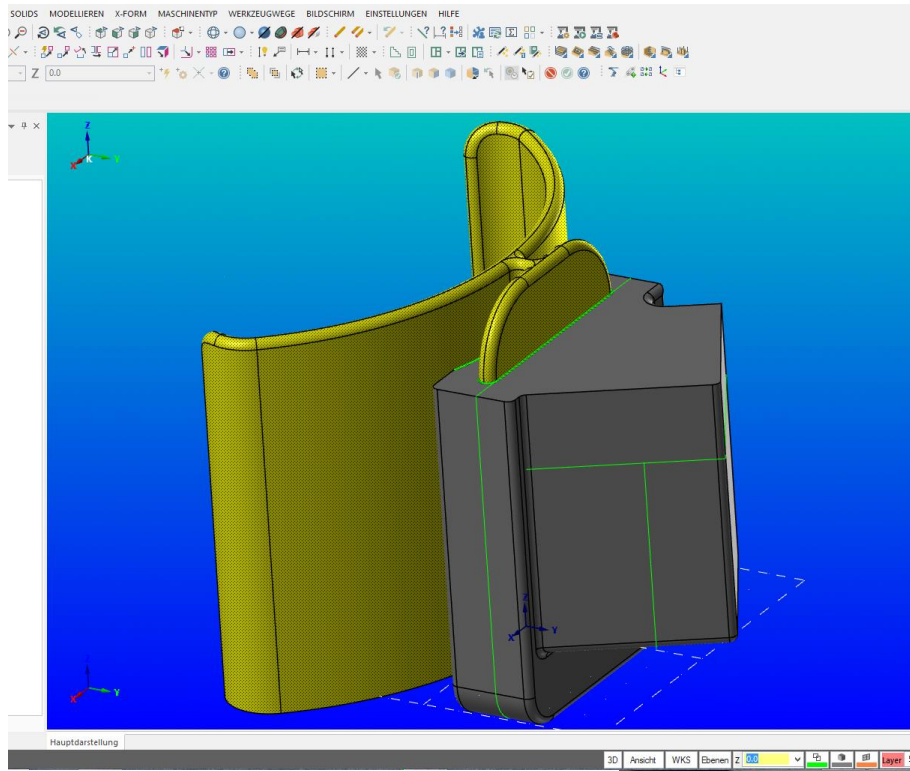 SOLIDS MODELLIEREN X-FORM MASCHINENTYP WERKZEUGWEGE BILDSCHIRM EINSTELLUNGEN HILFE
Z 0.0
Z
X K Y
Z
X Y
Z
X Y
Hauptdarstellung
3D Ansicht WKS Ebenen Z 0.0 Layer